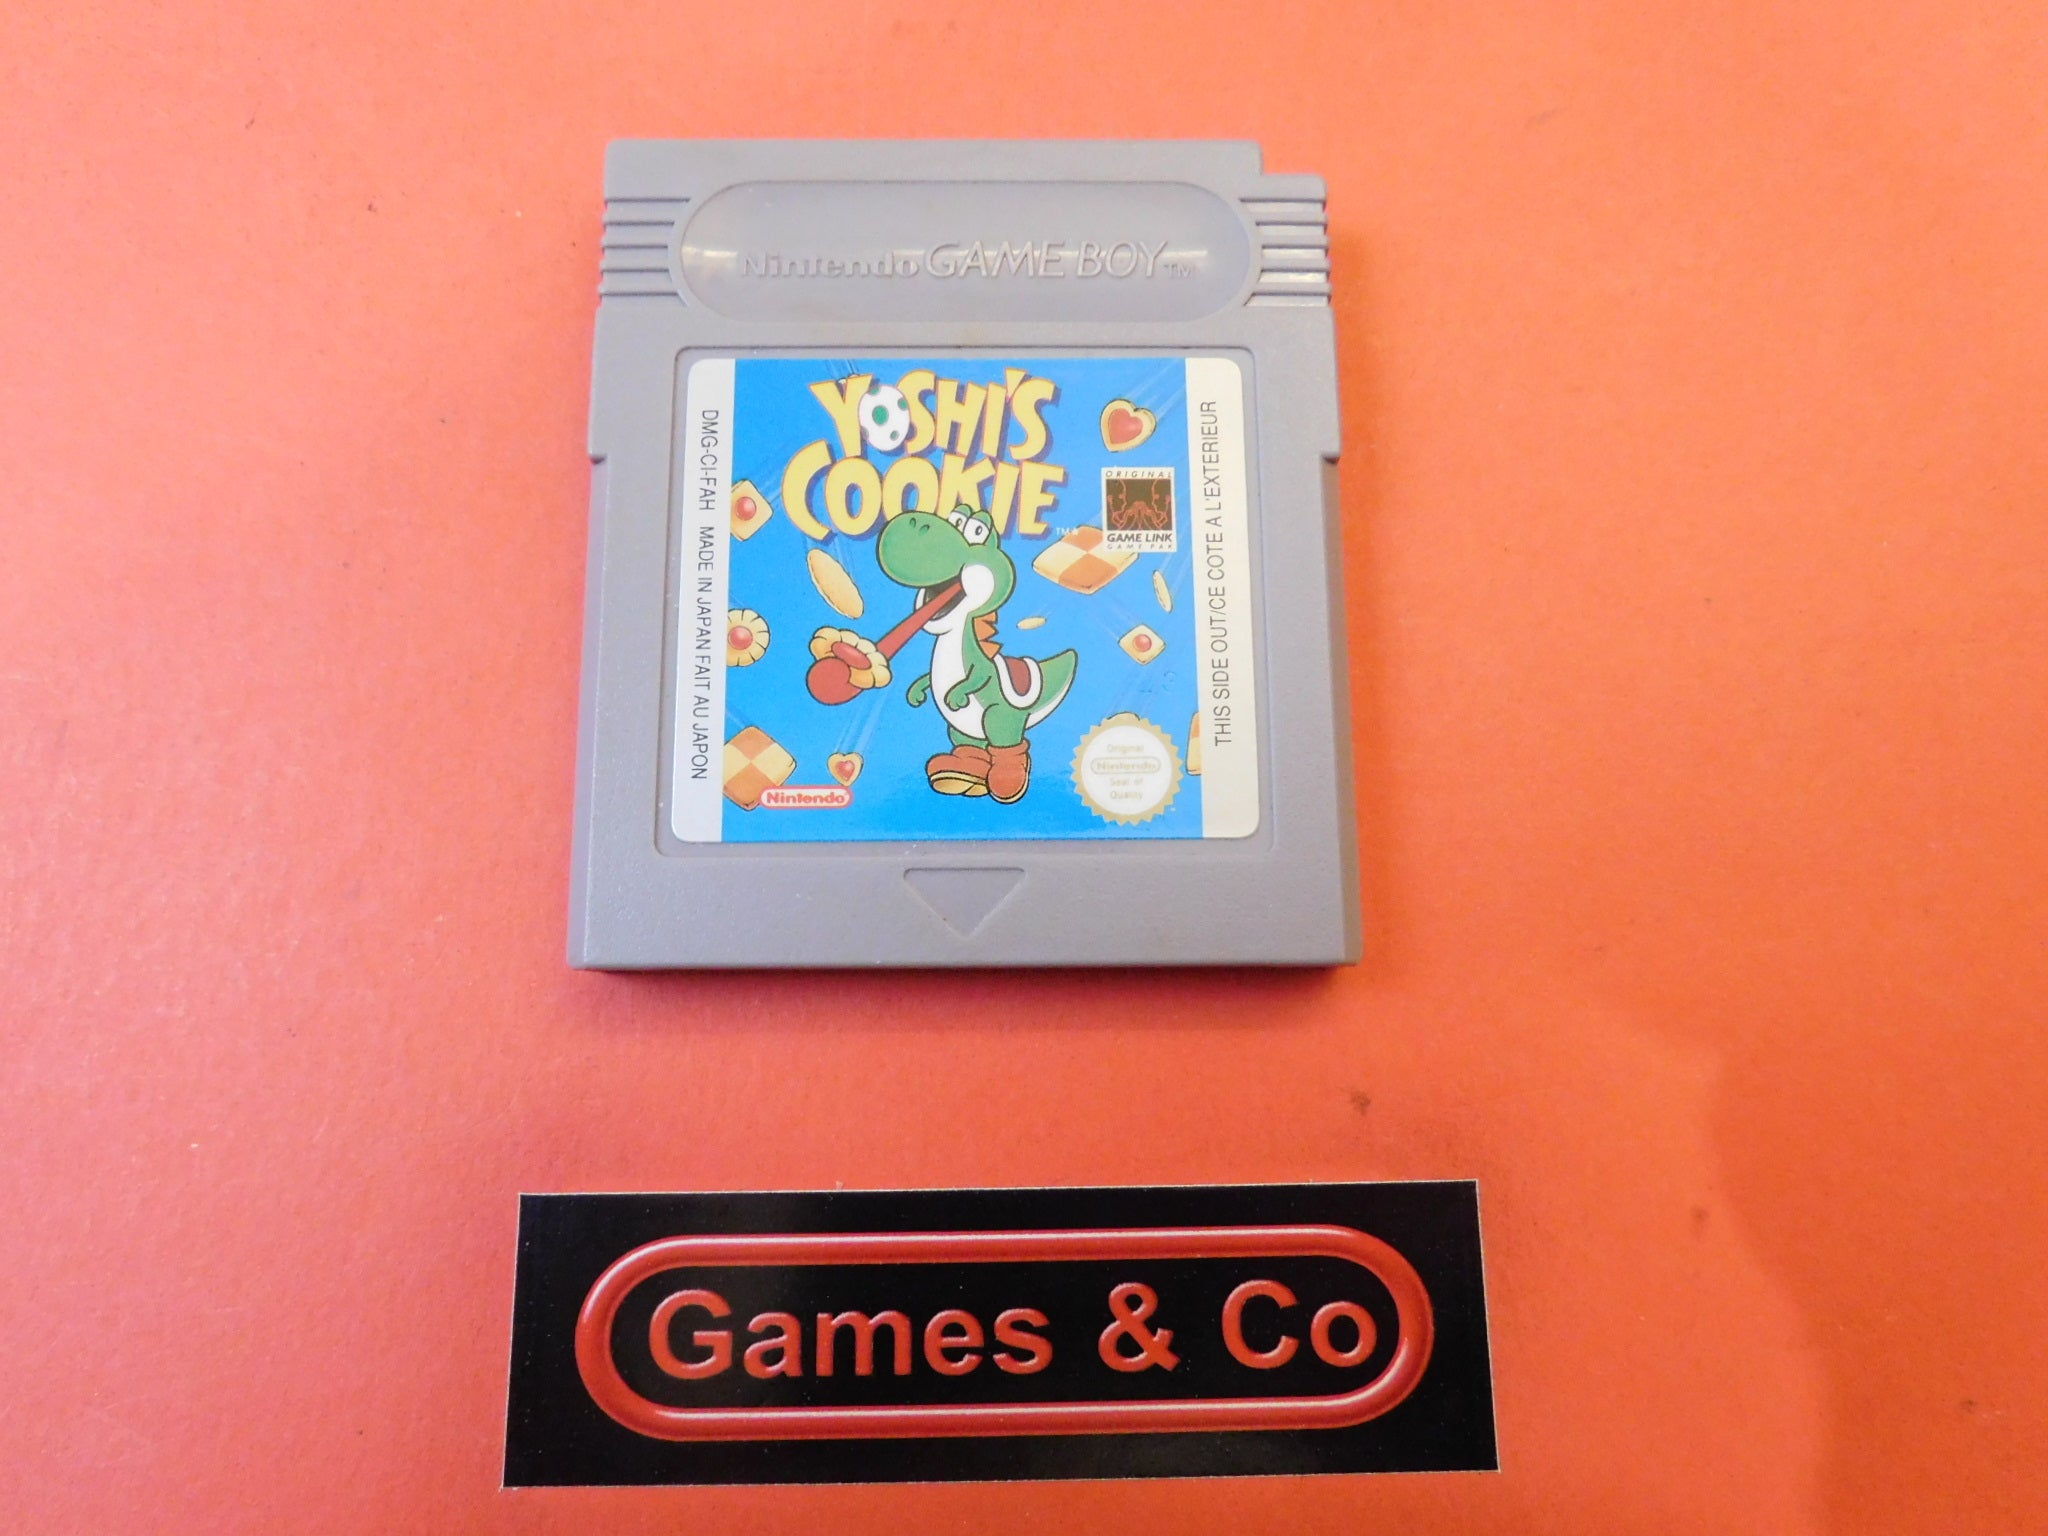 Nintendo GAME BOY TM
YOSHI'S
COOKIE
TM
ORIGINAL
GAME LINK
GAME PAK
DMG-CI-FAH MADE IN JAPAN FAIT AU JAPON
THIS SIDE OUT/CE COTE A L'EXTERIEUR
Nintendo
Original
Nintendo
Seal of
Quality
Games & Co